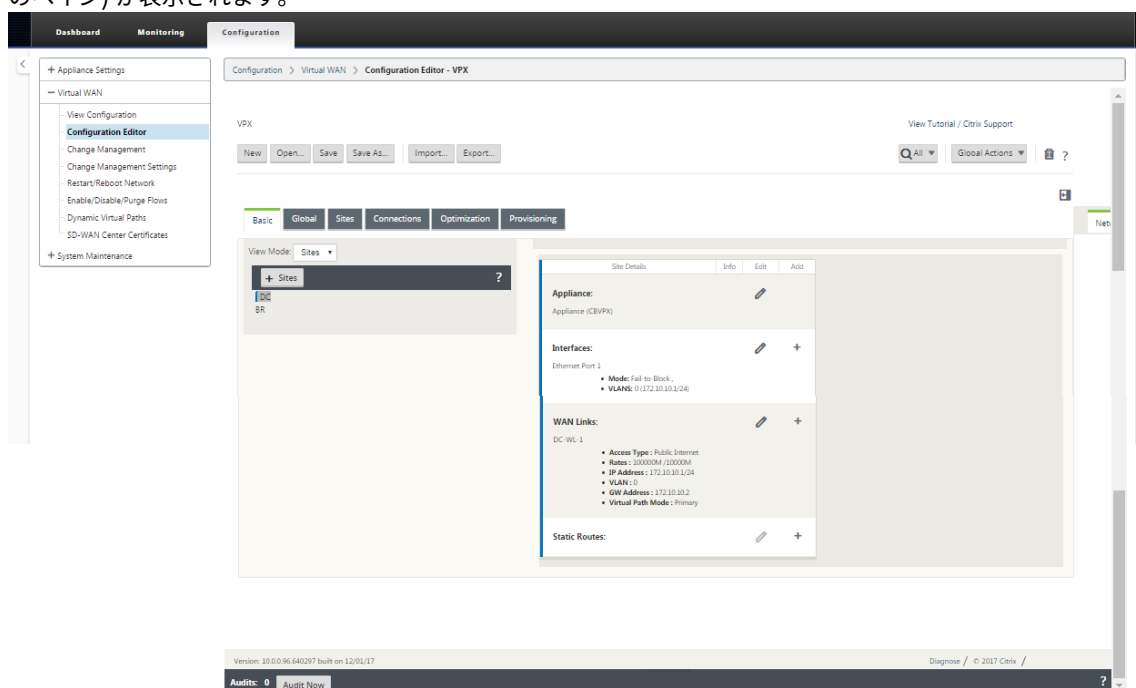 のペイン) が表示されます。
Dashboard Monitoring Configuration
+ Appliance Settings
− Virtual WAN
View Configuration
Configuration Editor
Change Management
Change Management Settings
Restart/Reboot Network
Enable/Disable/Purge Flows
Dynamic Virtual Paths
SD-WAN Center Certificates
+ System Maintenance
Configuration > Virtual WAN > Configuration Editor - VPX
VPX
View Tutorial / Citrix Support
New Open... Save Save As... Import... Export...
All Global Actions ?
Basic Global Sites Connections Optimization Provisioning
View Mode: Sites
+ Sites ?
DC
BR
Site Details Info Edit Add
Appliance:
Appliance (CBVPX)
Interfaces: +
Ethernet Port 1
• Mode: Fail-to-Block ,
• VLANS: 0 (172.10.10.1/24)
WAN Links: +
DC-WL-1
• Access Type : Public Internet
• Rates : 100000M /10000M
• IP Address : 172.10.10.1/24
• VLAN : 0
• GW Address : 172.10.10.2
• Virtual Path Mode : Primary
Static Routes: +
Version: 10.0.0.96.640297 built on 12/01/17
Diagnose / © 2017 Citrix /
Audits: 0 Audit Now ?